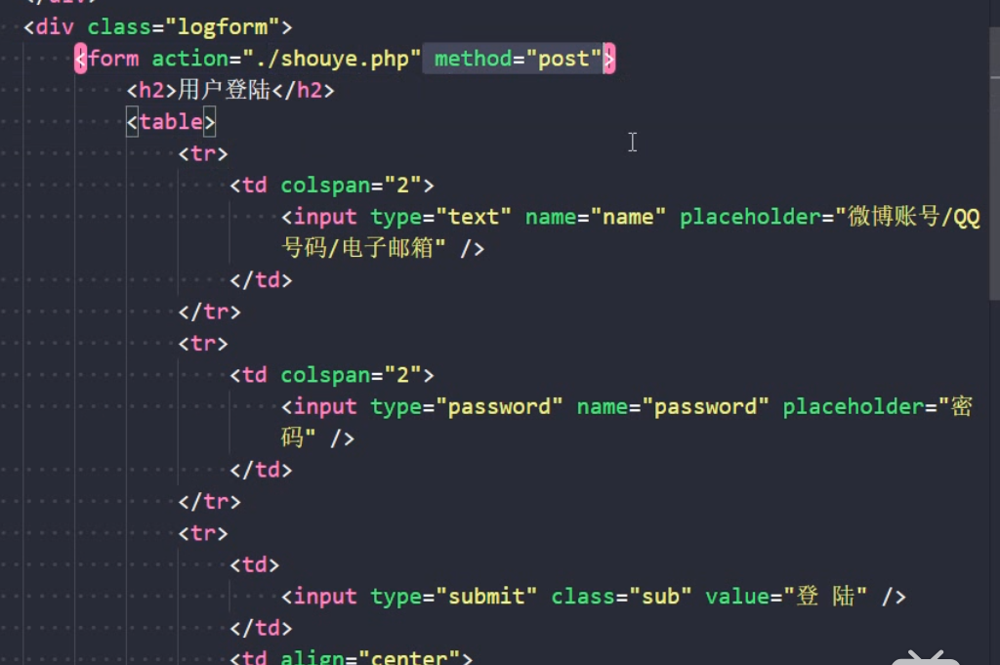 </div>
<div class="logform">
<form action="./shouye.php" method="post">
<h2>用户登陆</h2>
<table>
<tr>
<td colspan="2">
<input type="text" name="name" placeholder="微博账号/QQ
号码/电子邮箱" />
</td>
</tr>
<tr>
<td colspan="2">
<input type="password" name="password" placeholder="密
码" />
</td>
</tr>
<tr>
<td>
<input type="submit" class="sub" value="登 陆" />
</td>
<td align="center">